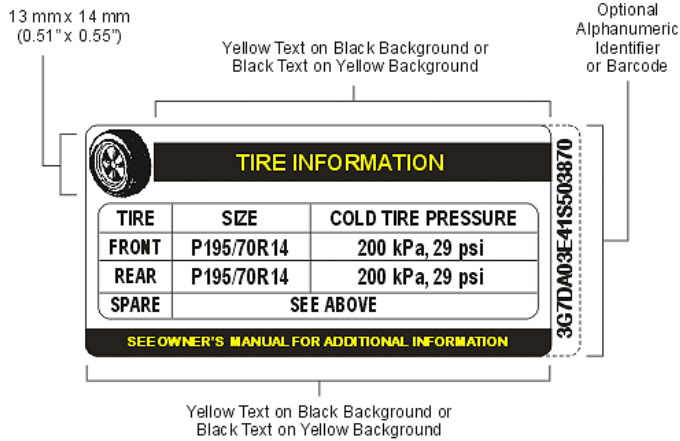 13 mm x 14 mm
(0.51" x 0.55")
Yellow Text on Black Background or
Black Text on Yellow Background
Optional
Alphanumeric
Identifier
or Barcode
TIRE INFORMATION
TIRE SIZE COLD TIRE PRESSURE
FRONT P195/70R14 200 kPa, 29 psi
REAR P195/70R14 200 kPa, 29 psi
SPARE SEE ABOVE
SEE OWNER'S MANUAL FOR ADDITIONAL INFORMATION
3G7DA03E41S503870
Yellow Text on Black Background or
Black Text on Yellow Background